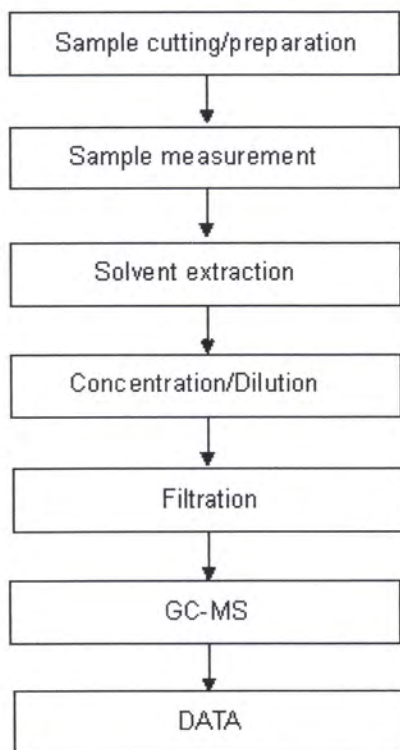 Sample cutting/preparation
Sample measurement
Solvent extraction
Concentration/Dilution
Filtration
GC-MS
DATA